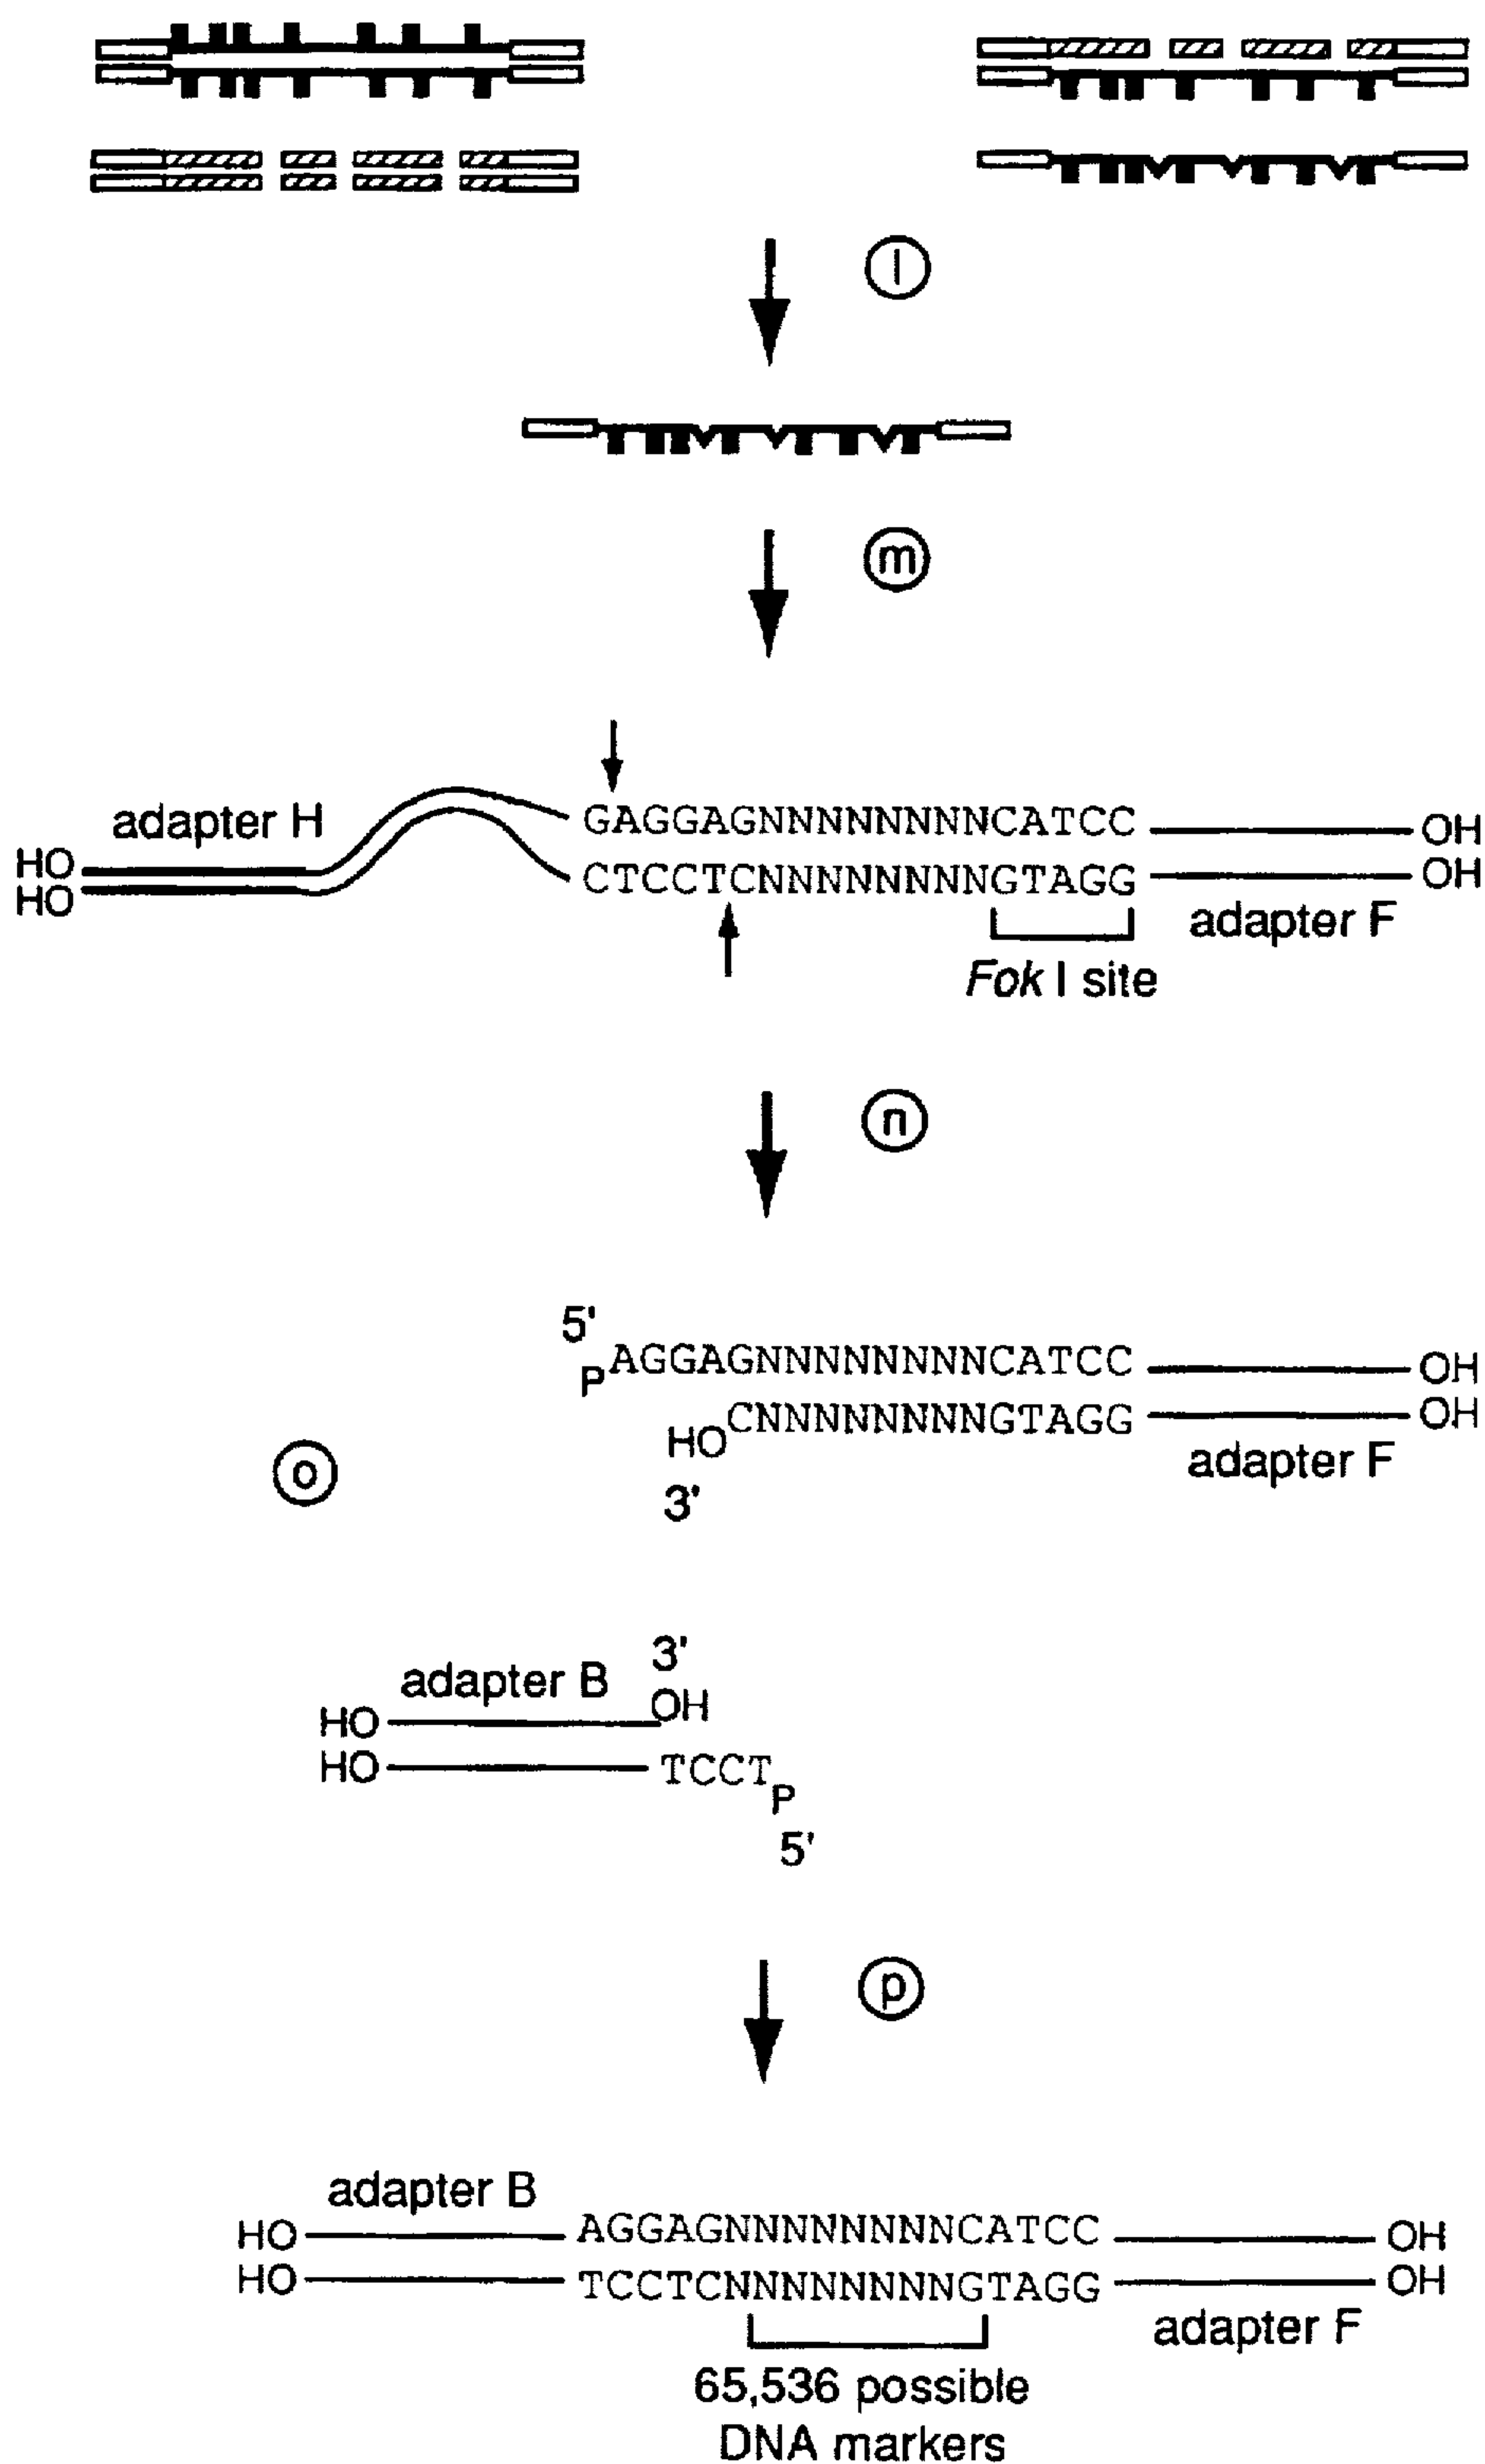 l
m
adapter H
GAGGAGNNNNNNNNCATCC
OH
HO
HO
CTCCTCNNNNNNNNGTAGG
OH
adapter F
Fok I site
n
5'
P
AGGAGNNNNNNNNCATCC
OH
HO
CNNNNNNNNGTAGG
OH
adapter F
o
3'
3'
adapter B
OH
HO
HO
TCCT
P
5'
p
adapter B
HO
AGGAGNNNNNNNNCATCC
OH
HO
TCCTCNNNNNNNNGTAGG
OH
adapter F
65,536 possible
DNA markers